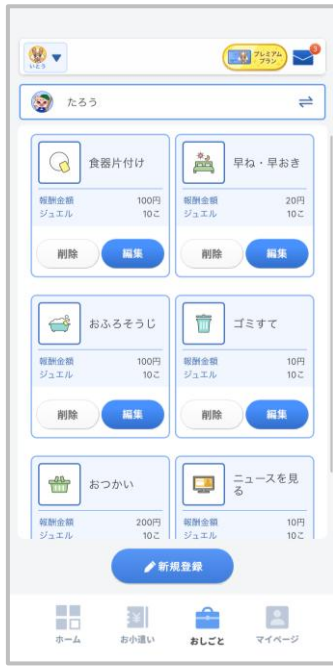 いとう
プレミアム
プラン
3
たろう
食器片付け
早ね・早おき
報酬金額 100円
ジュエル 10こ
報酬金額 20円
ジュエル 10こ
削除 編集
削除 編集
おふろそうじ
ゴミすて
報酬金額 100円
ジュエル 10こ
報酬金額 10円
ジュエル 10こ
削除 編集
削除 編集
おつかい
ニュースを見
る
報酬金額 200円
ジュエル 10こ
報酬金額 10円
ジュエル 10こ
新規登録
ホーム
お小遣い
おしごと
マイページ